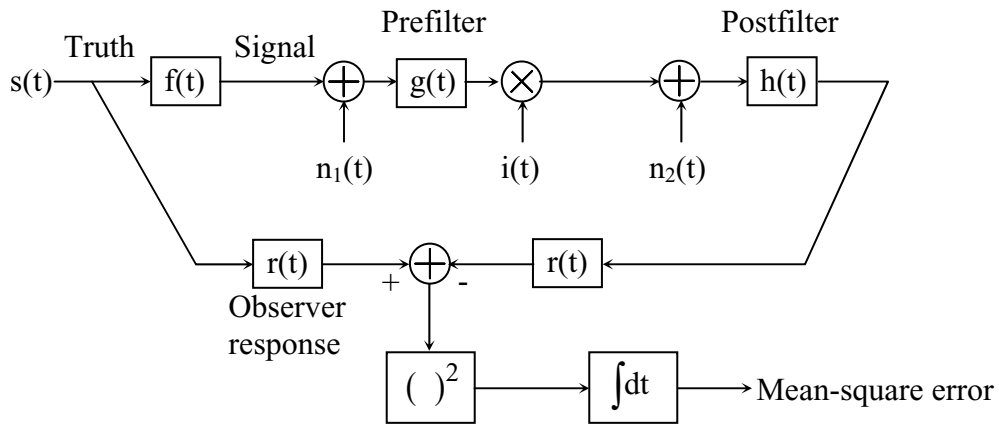 Prefilter
Postfilter
Truth
Signal
s(t)
f(t)
g(t)
h(t)
n₁(t)
i(t)
n₂(t)
r(t)
r(t)
+
-
Observer
response
( )²
∫dt
Mean-square error